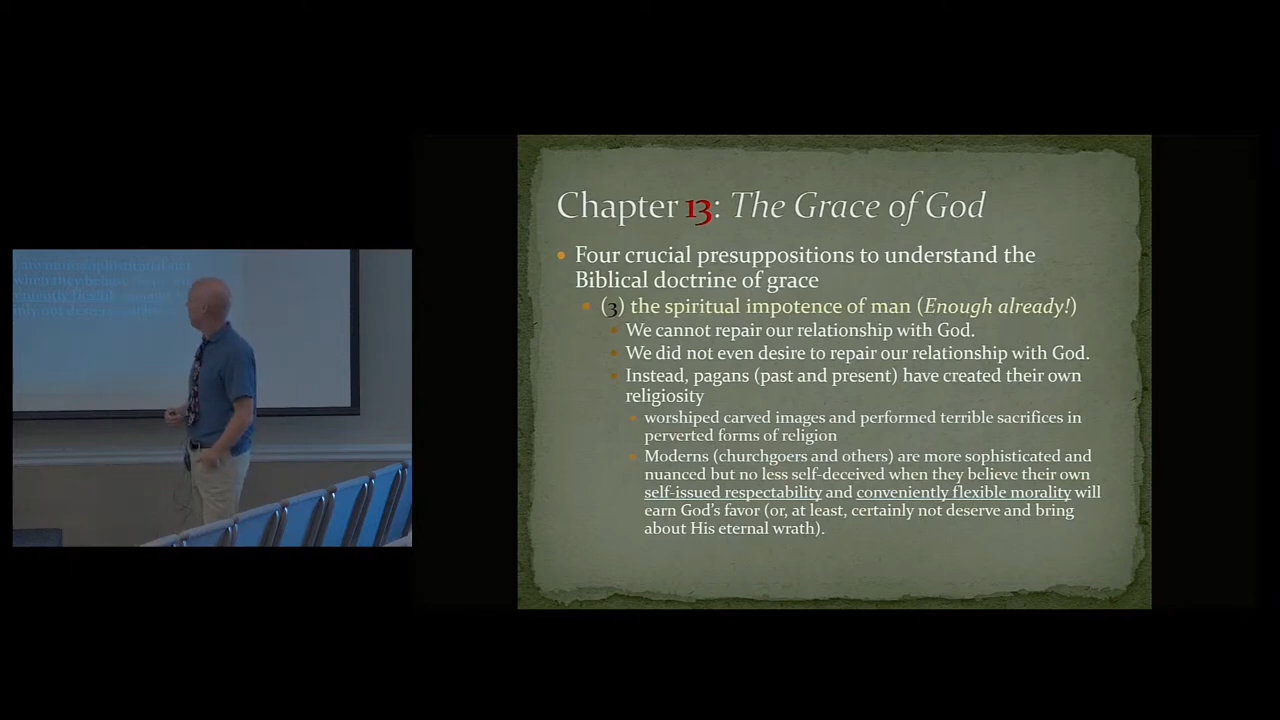 Chapter 13: The Grace of God
Four crucial presuppositions to understand the
Biblical doctrine of grace
(3) the spiritual impotence of man (Enough already!)
We cannot repair our relationship with God.
We did not even desire to repair our relationship with God.
Instead, pagans (past and present) have created their own
religiosity
worshiped carved images and performed terrible sacrifices in
perverted forms of religion
Moderns (churchgoers and others) are more sophisticated and
nuanced but no less self-deceived when they believe their own
self-issued respectability and conveniently flexible morality will
earn God's favor (or, at least, certainly not deserve and bring
about His eternal wrath).